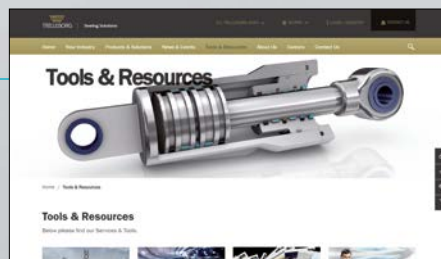 TRELLEBORG | Sealing Solutions
Home Your Industry Products & Solutions News & Events Tools & Resources About Us Careers Contact Us
Tools & Resources
Home / Tools & Resources
Tools & Resources
Below please find our Services & Tools.